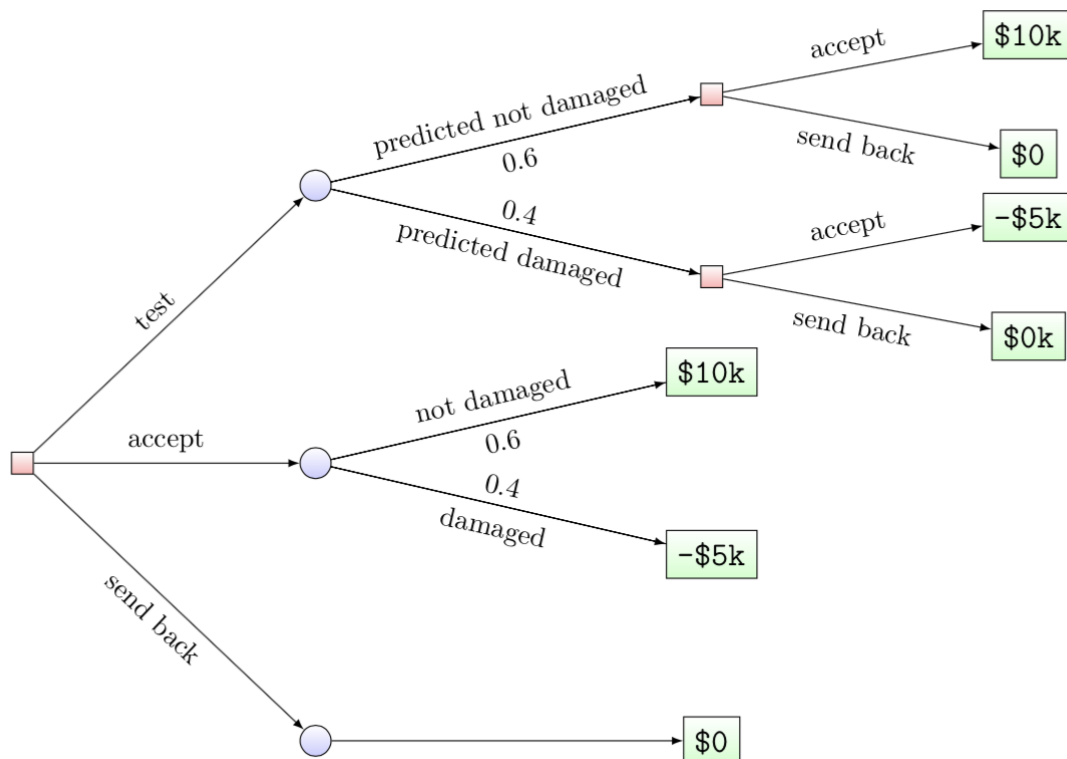 accept
$10k
predicted not damaged
0.6
send back
$0
0.4
predicted damaged
accept
-$5k
send back
$0k
test
not damaged
$10k
0.6
accept
0.4
damaged
-$5k
send back
$0